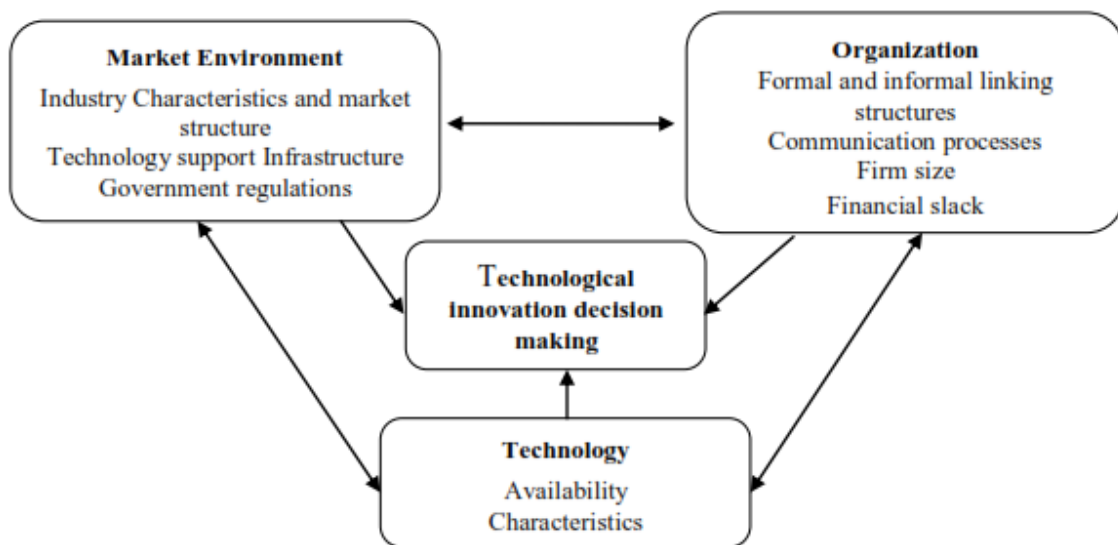 Market Environment
Industry Characteristics and market
structure
Technology support Infrastructure
Government regulations
Organization
Formal and informal linking
structures
Communication processes
Firm size
Financial slack
Technological
innovation decision
making
Technology
Availability
Characteristics